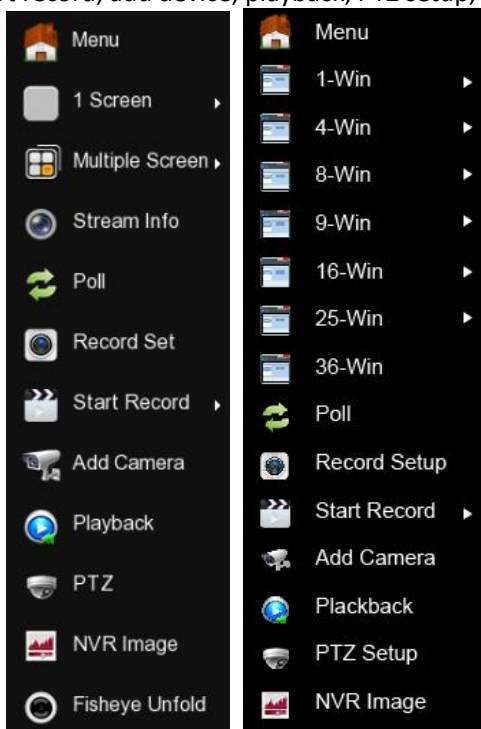 record, add device, playback, PTZ setup,
Menu
1 Screen
Multiple Screen
Stream Info
Poll
Record Set
Start Record
Add Camera
Playback
PTZ
NVR Image
Fisheye Unfold
Menu
1-Win
4-Win
8-Win
9-Win
16-Win
25-Win
36-Win
Poll
Record Setup
Start Record
Add Camera
Plackback
PTZ Setup
NVR Image